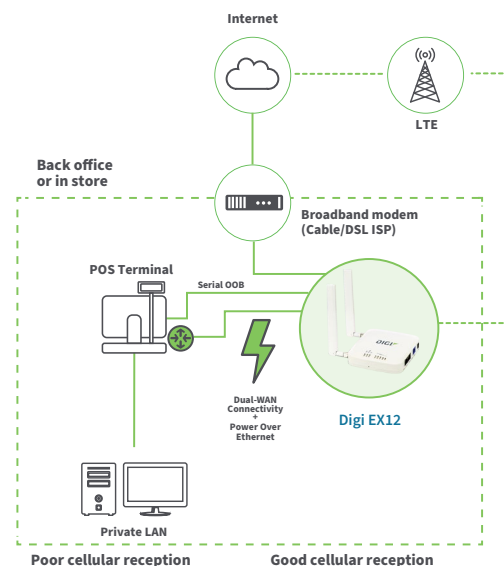 Internet
LTE
Back office
or in store
Broadband modem
(Cable/DSL ISP)
POS Terminal
Serial OOB
DIGI
Dual-WAN
Connectivity
+
Power Over
Ethernet
Digi EX12
Private LAN
Poor cellular reception
Good cellular reception